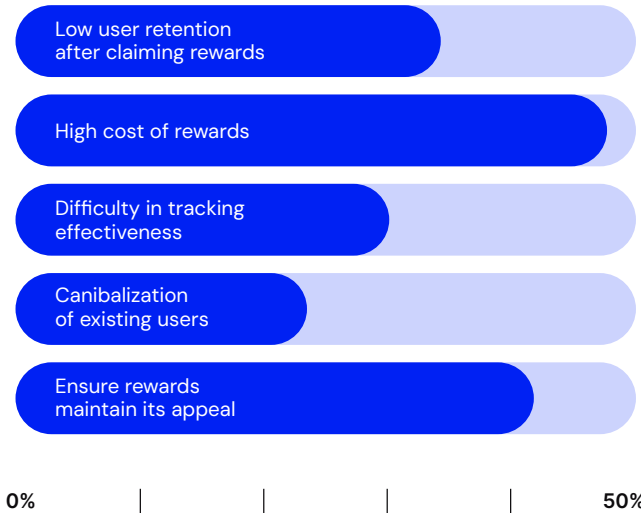 Low user retention
after claiming rewards
High cost of rewards
Difficulty in tracking
effectiveness
Canibalization
of existing users
Ensure rewards
maintain its appeal
0%
50%